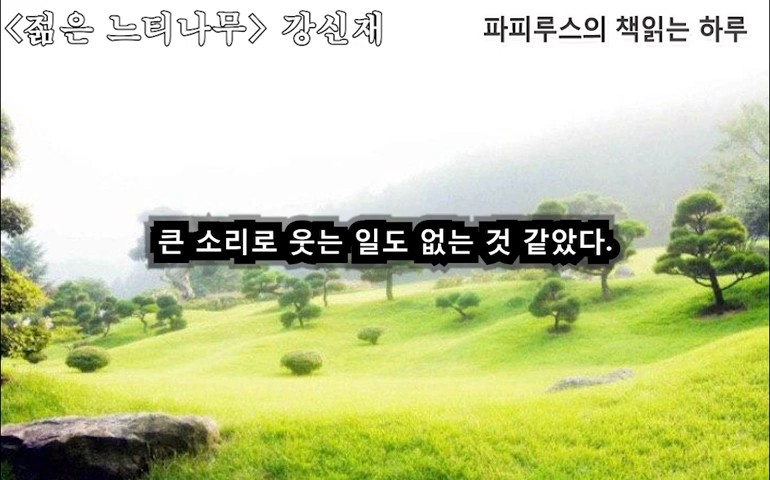 <젊은 느티나무> 강신재
파피루스의 책읽는 하루
큰 소리로 웃는 일도 없는 것 같았다.